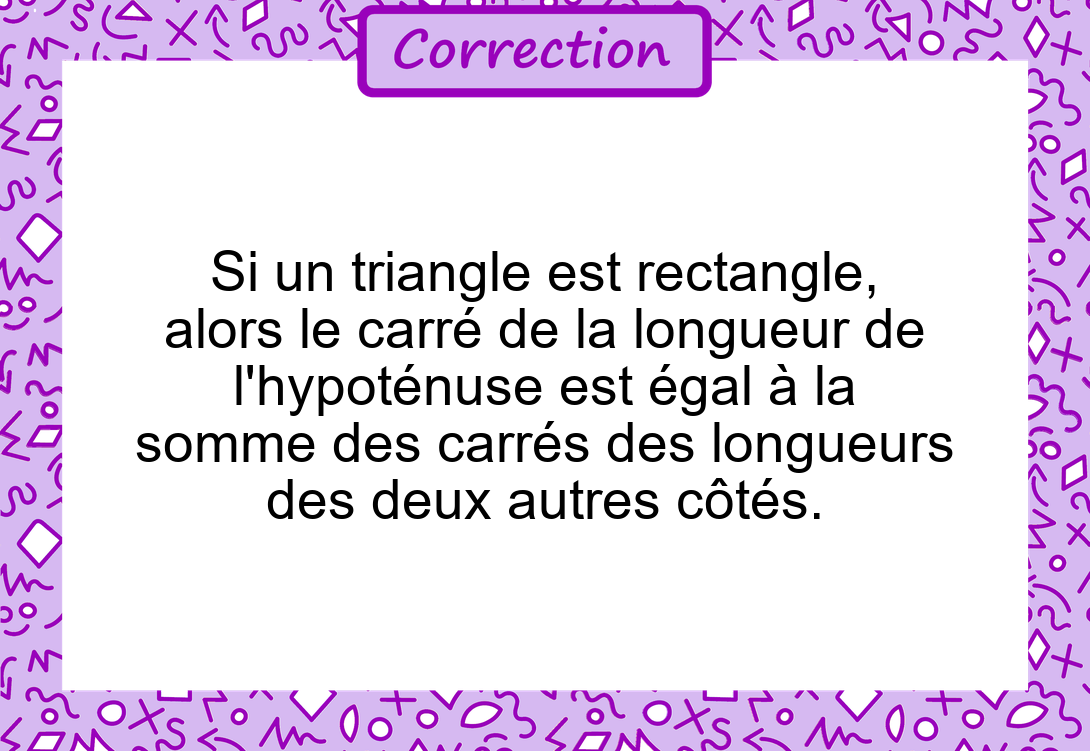 Correction
Si un triangle est rectangle,
alors le carré de la longueur de
l'hypoténuse est égal à la
somme des carrés des longueurs
des deux autres côtés.